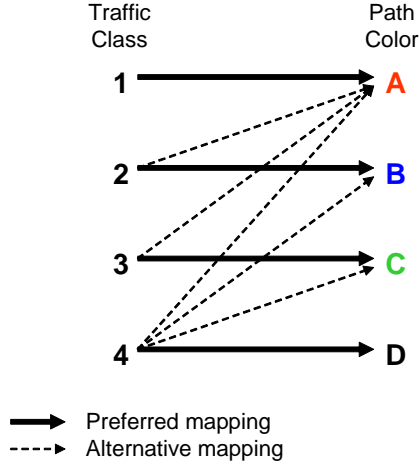 Traffic Path
Class Color
1 A
2 B
3 C
4 D
Preferred mapping
Alternative mapping